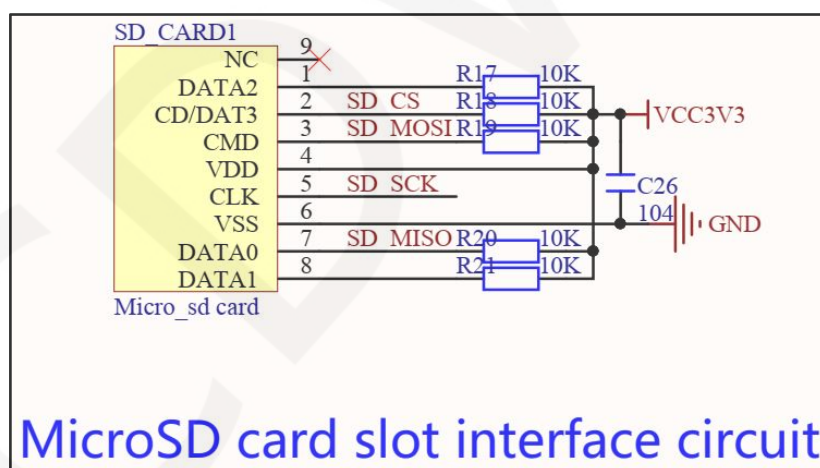 SD_CARD1
NC 9
DATA2 1 R17 10K
CD/DAT3 2 SD_CS R18 10K VCC3V3
CMD 3 SD_MOSI R19 10K
VDD 4
CLK 5 SD_SCK C26
VSS 6 104 GND
DATA0 7 SD_MISO R20 10K
DATA1 8 R21 10K
Micro_sd card
MicroSD card slot interface circuit